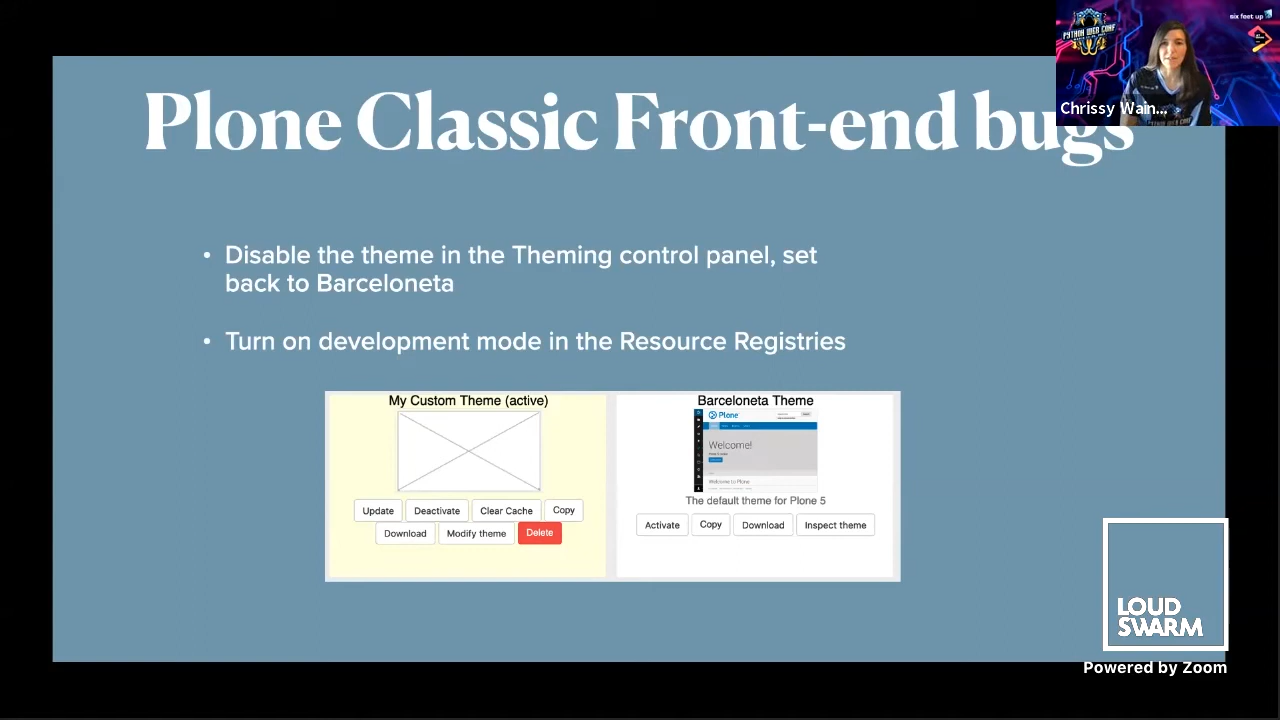 six feet up
PYTHON WEB CONF
Chrissy Wain...
Plone Classic Front-end bugs
• Disable the theme in the Theming control panel, set
back to Barceloneta
• Turn on development mode in the Resource Registries
My Custom Theme (active)
Update Deactivate Clear Cache Copy
Download Modify theme Delete
Barceloneta Theme
Plone
Welcome!
Welcome to Plone
The default theme for Plone 5
Activate Copy Download Inspect theme
LOUD
SWARM
Powered by Zoom